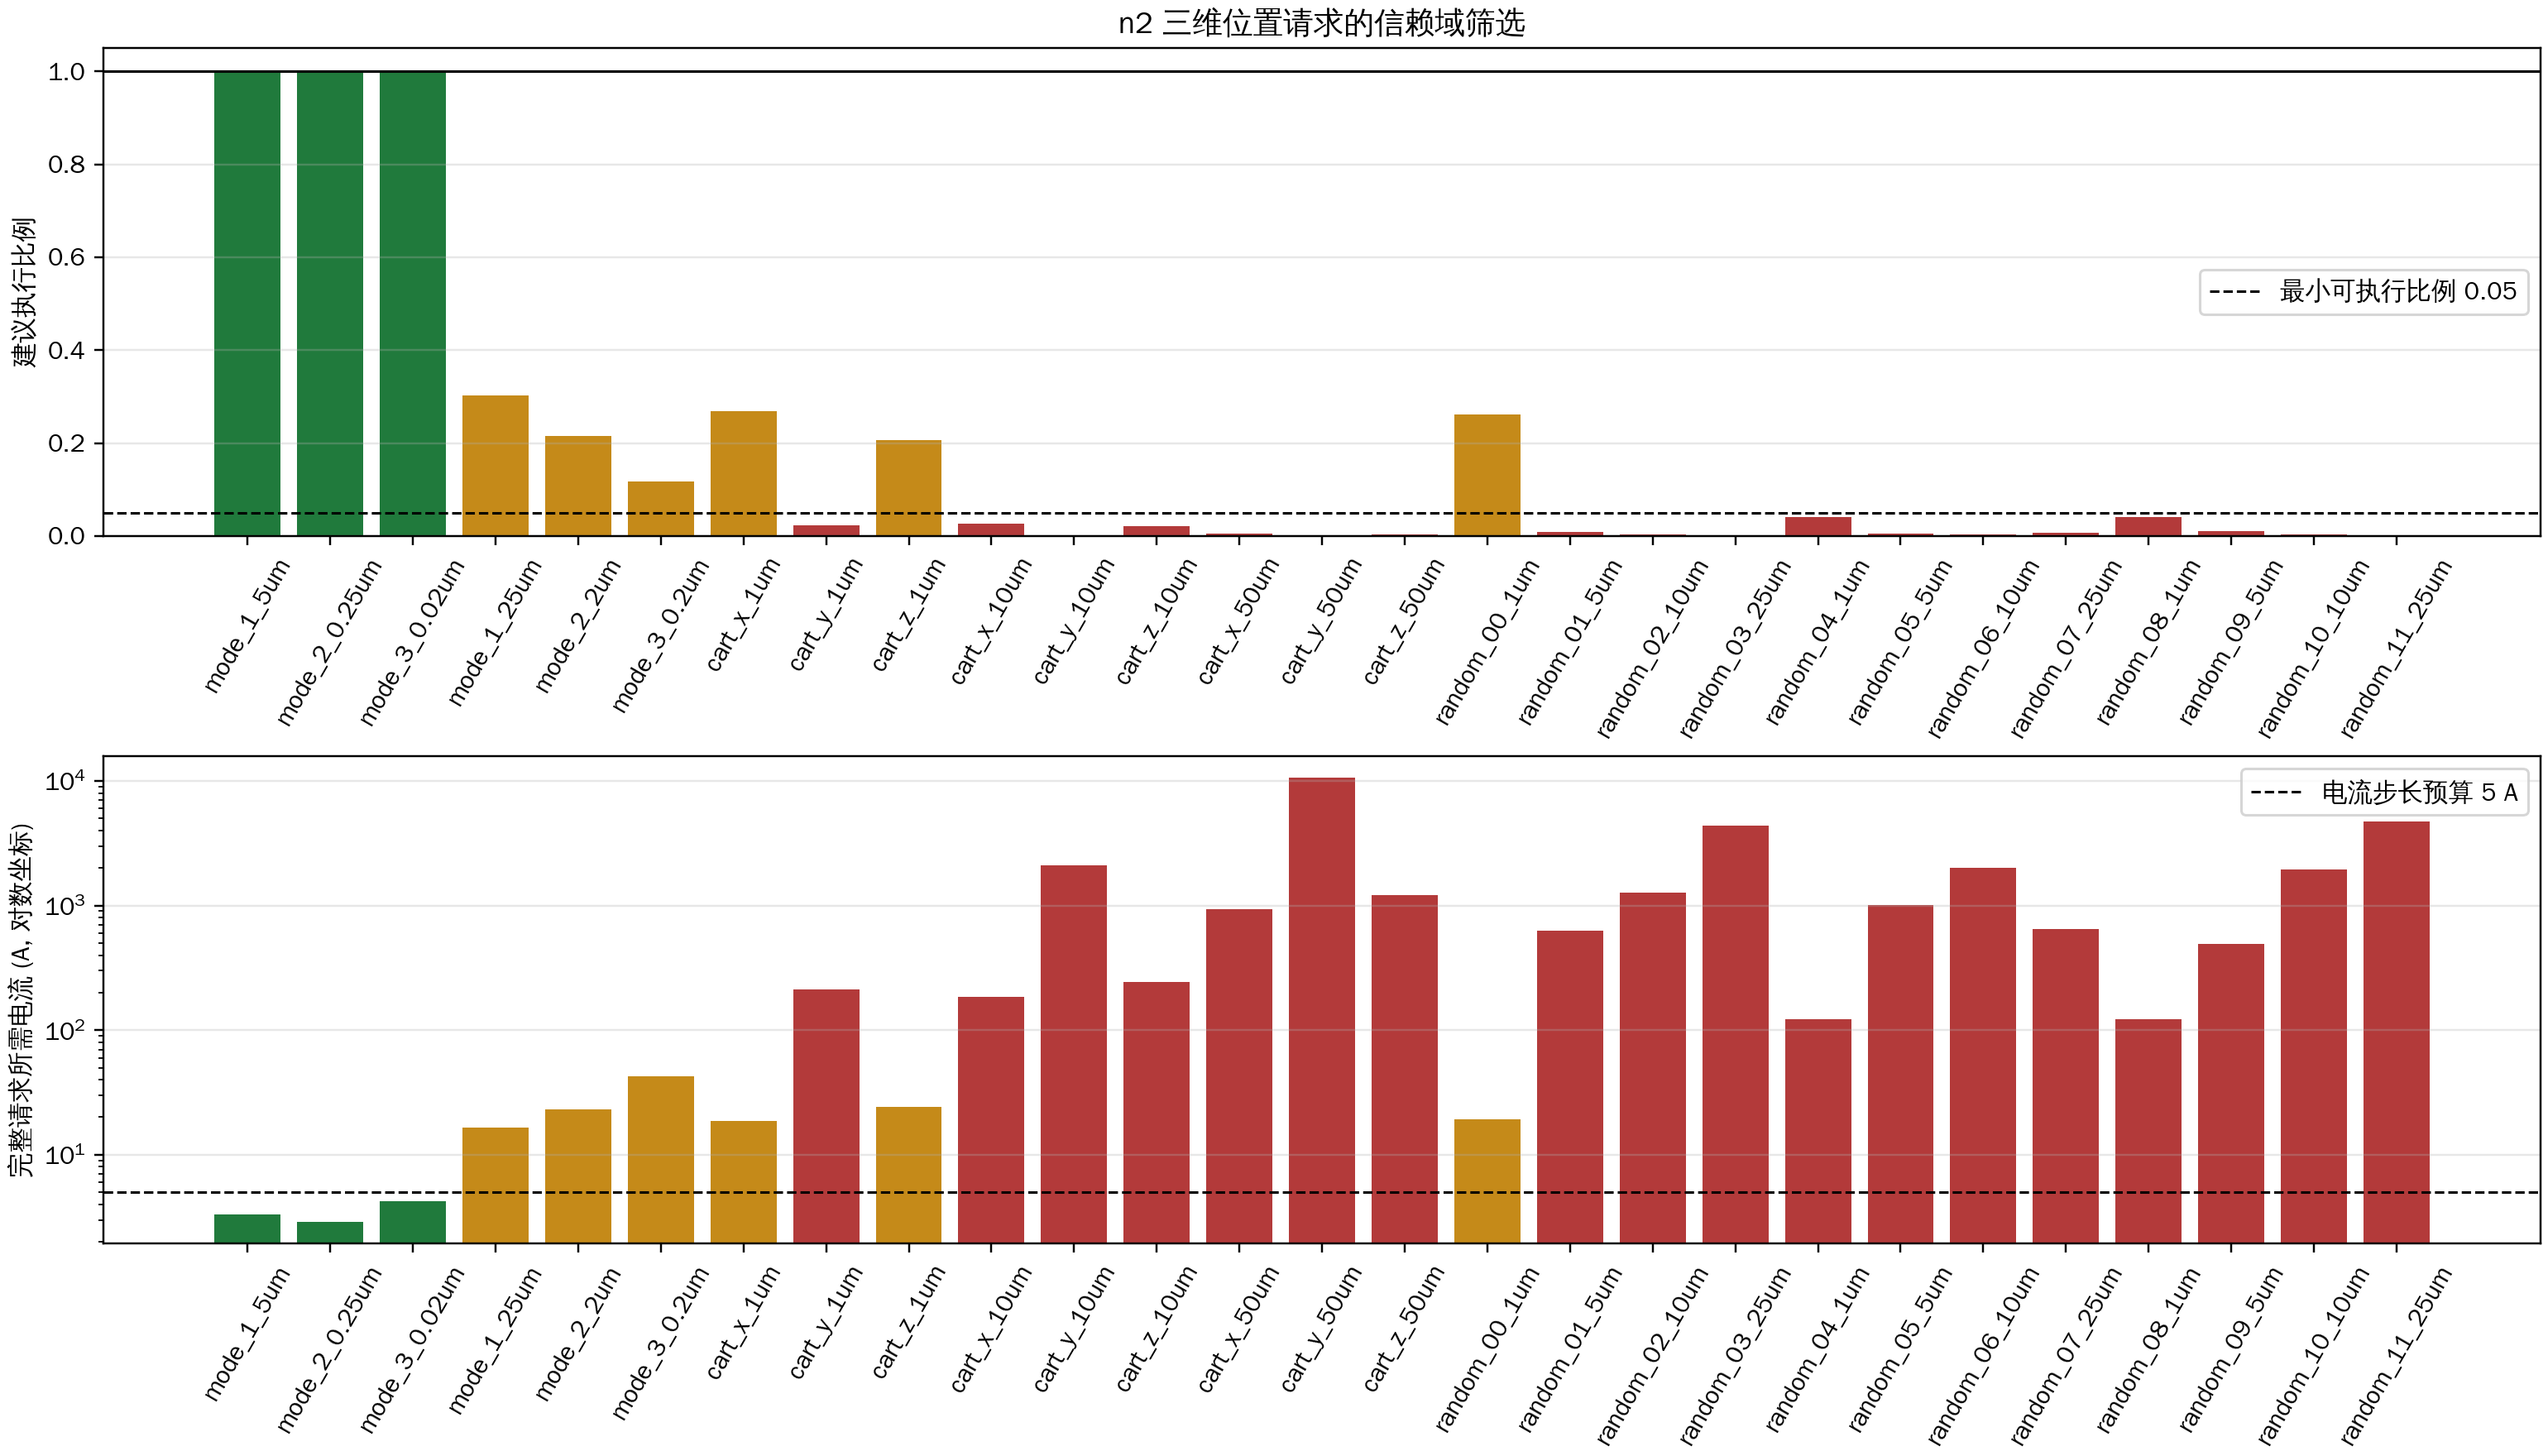 n2 三维位置请求的信赖域筛选
建议执行比例
1.0
0.8
0.6
0.4
0.2
0.0
最小可执行比例 0.05
mode_1_5um
mode_2_0.25um
mode_3_0.02um
mode_1_25um
mode_2_2um
mode_3_0.2um
cart_x_1um
cart_y_1um
cart_z_1um
cart_x_10um
cart_y_10um
cart_z_10um
cart_x_50um
cart_y_50um
cart_z_50um
random_00_1um
random_01_5um
random_02_10um
random_03_25um
random_04_1um
random_05_5um
random_06_10um
random_07_25um
random_08_1um
random_09_5um
random_10_10um
random_11_25um
完整请求所需电流 (A, 对数坐标)
10⁴
10³
10²
10¹
电流步长预算 5 A
mode_1_5um
mode_2_0.25um
mode_3_0.02um
mode_1_25um
mode_2_2um
mode_3_0.2um
cart_x_1um
cart_y_1um
cart_z_1um
cart_x_10um
cart_y_10um
cart_z_10um
cart_x_50um
cart_y_50um
cart_z_50um
random_00_1um
random_01_5um
random_02_10um
random_03_25um
random_04_1um
random_05_5um
random_06_10um
random_07_25um
random_08_1um
random_09_5um
random_10_10um
random_11_25um